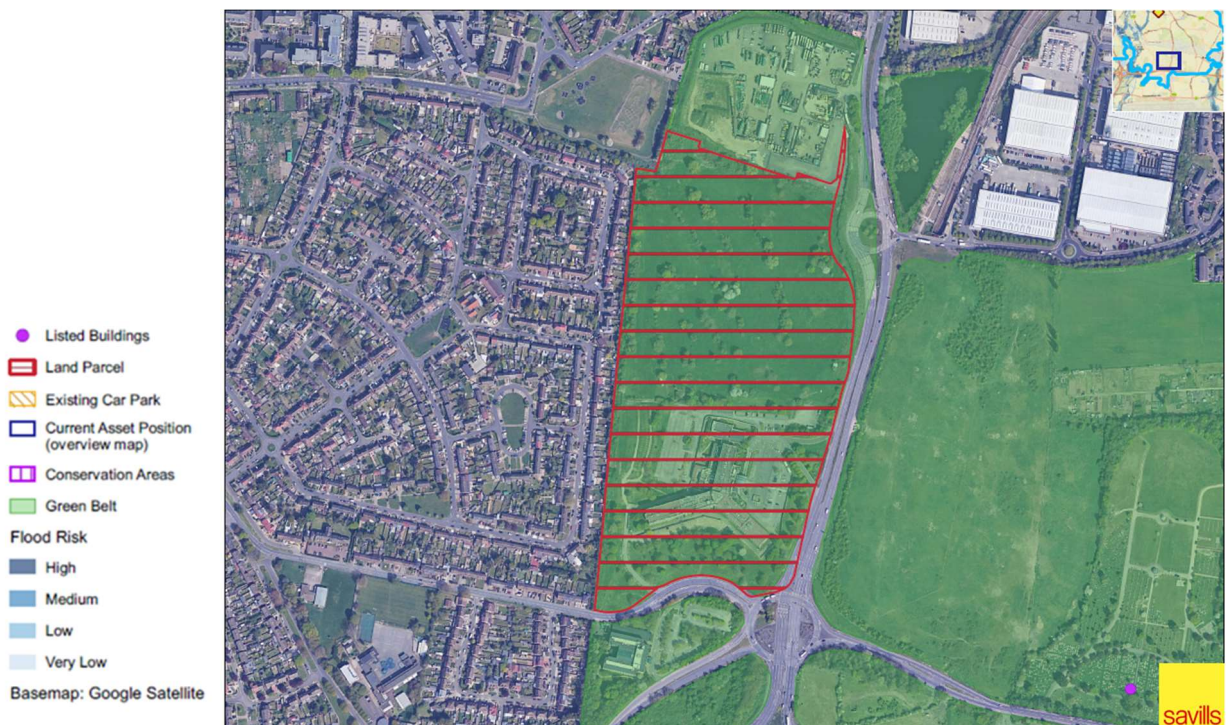 Listed Buildings
Land Parcel
Existing Car Park
Current Asset Position
(overview map)
Conservation Areas
Green Belt
Flood Risk
High
Medium
Low
Very Low
Basemap: Google Satellite
savills